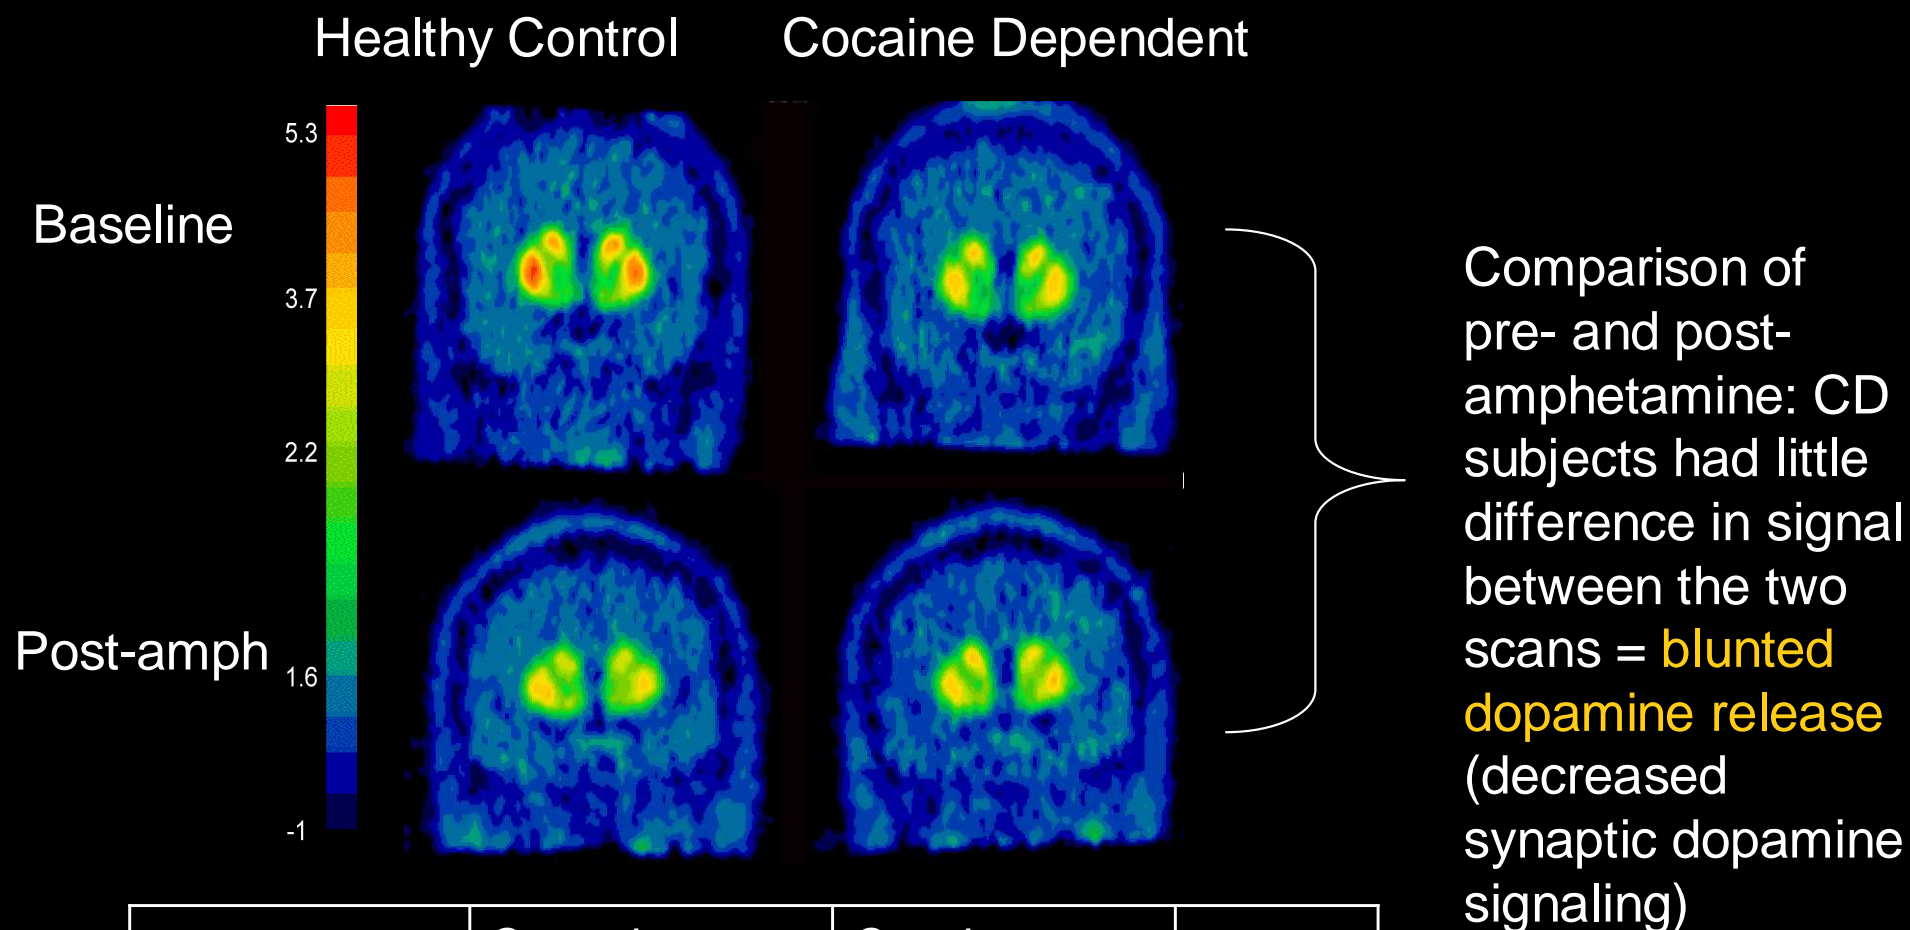 Healthy Control
Cocaine Dependent
5.3
Baseline
3.7
2.2
Post-amph
1.6
-1
Comparison of
pre- and post-
amphetamine: CD
subjects had little
difference in signal
between the two
scans = blunted
dopamine release
(decreased
synaptic dopamine
signaling)